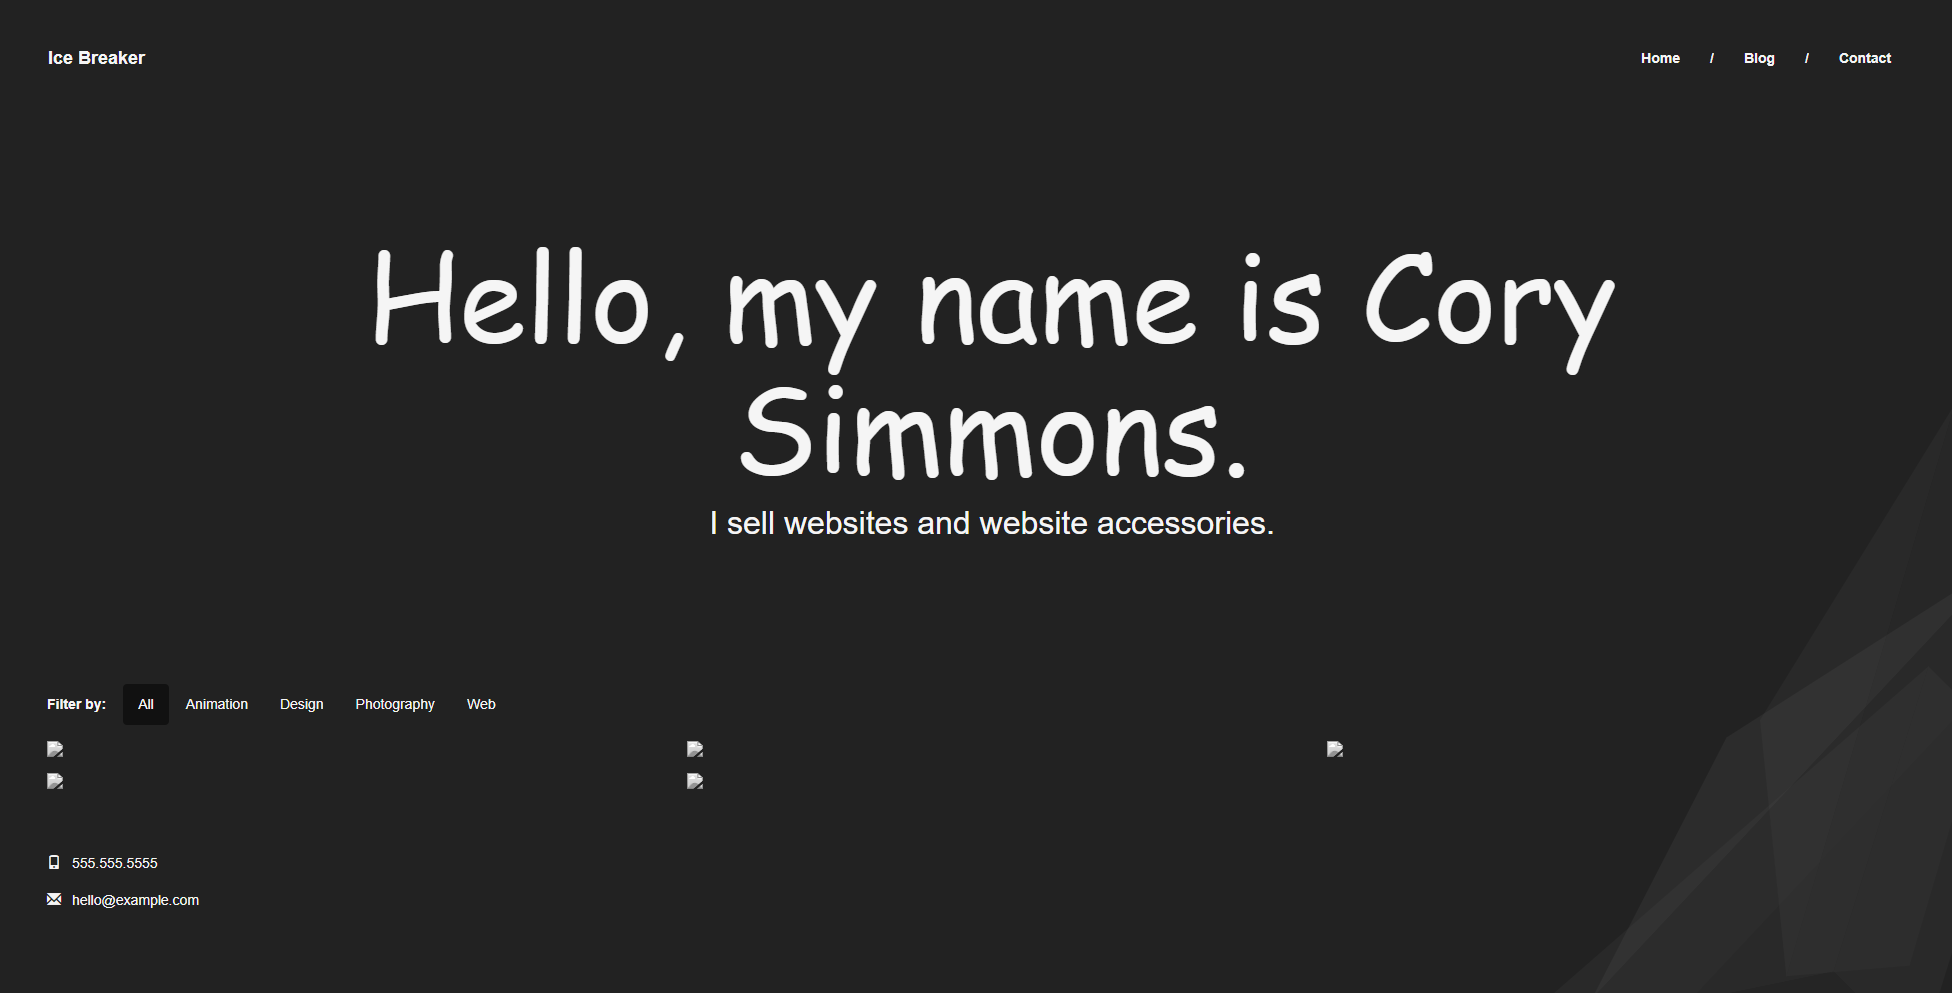 Ice Breaker
Home / Blog / Contact
Hello, my name is Cory
Simmons.
I sell websites and website accessories.
Filter by: All Animation Design Photography Web
555.555.5555
hello@example.com